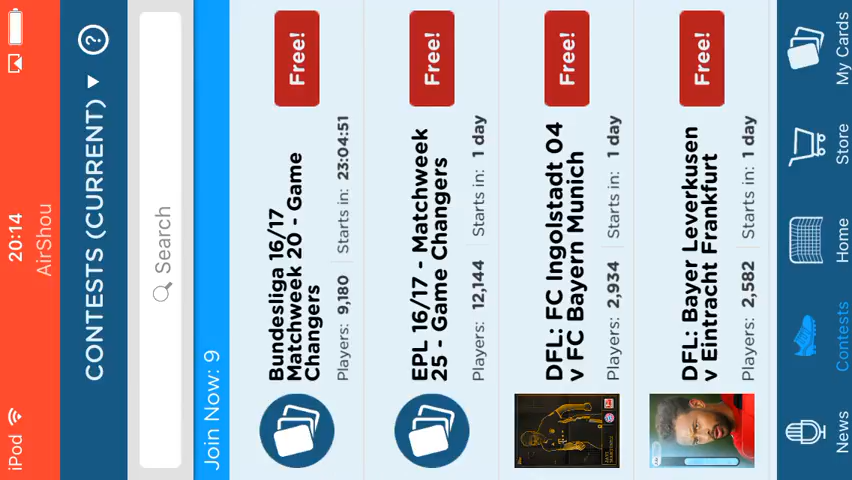 iPod
20:14
AirShou
CONTESTS (CURRENT)
?
Search
Join Now: 9
Bundesliga 16/17
Matchweek 20 - Game
Changers
Players: 9,180
Starts in: 23:04:51
Free!
EPL 16/17 - Matchweek
25 - Game Changers
Players: 12,144
Starts in: 1 day
Free!
DFL: FC Ingolstadt 04
v FC Bayern Munich
Players: 2,934
Starts in: 1 day
Free!
DFL: Bayer Leverkusen
v Eintracht Frankfurt
Players: 2,582
Starts in: 1 day
Free!
News
Contests
Home
Store
My Cards